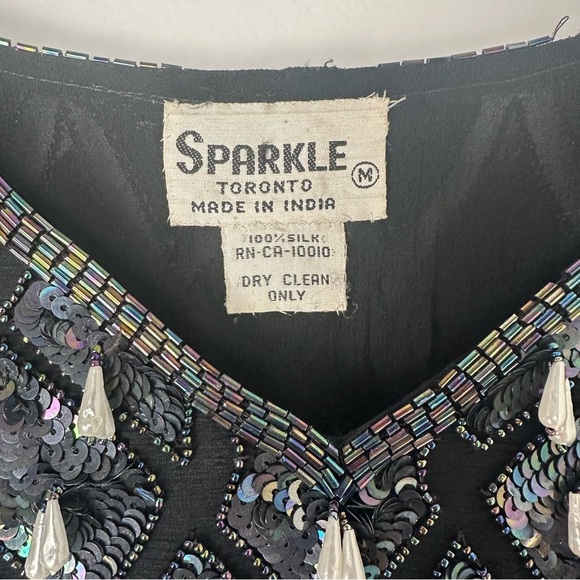 SPARKLE
TORONTO M
MADE IN INDIA
100% SILK
RN-CA-10010
DRY CLEAN
ONLY